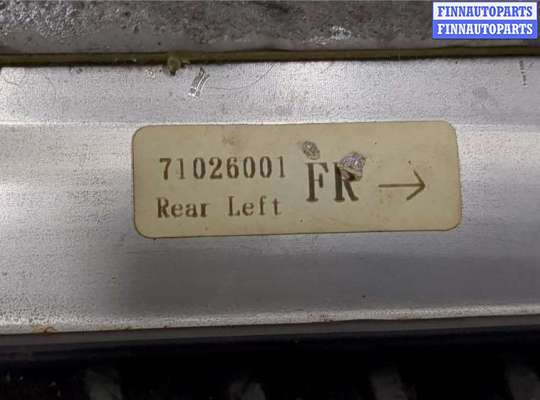 FINNAUTOPARTS
FINNAUTOPARTS
71026001
Rear Left
FR →